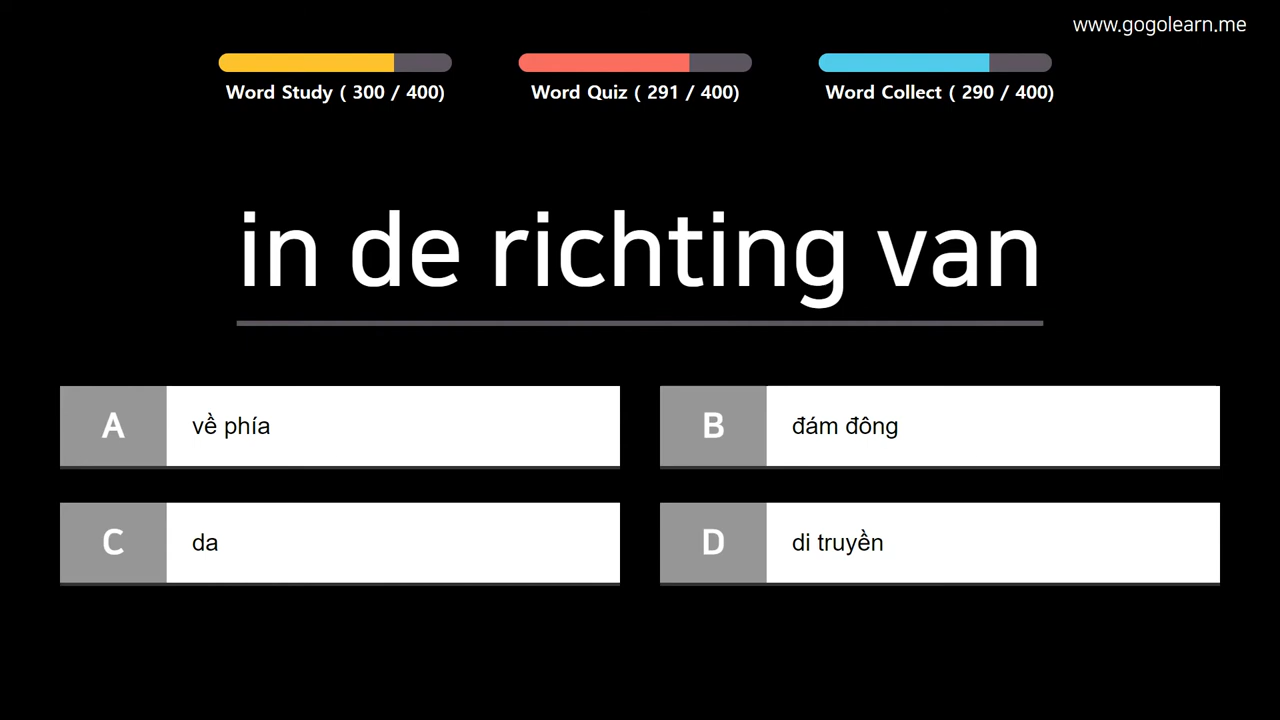 www.gogolearn.me
Word Study ( 300 / 400)
Word Quiz ( 291 / 400)
Word Collect ( 290 / 400)
in de richting van
A
về phía
B
đám đông
C
da
D
di truyền